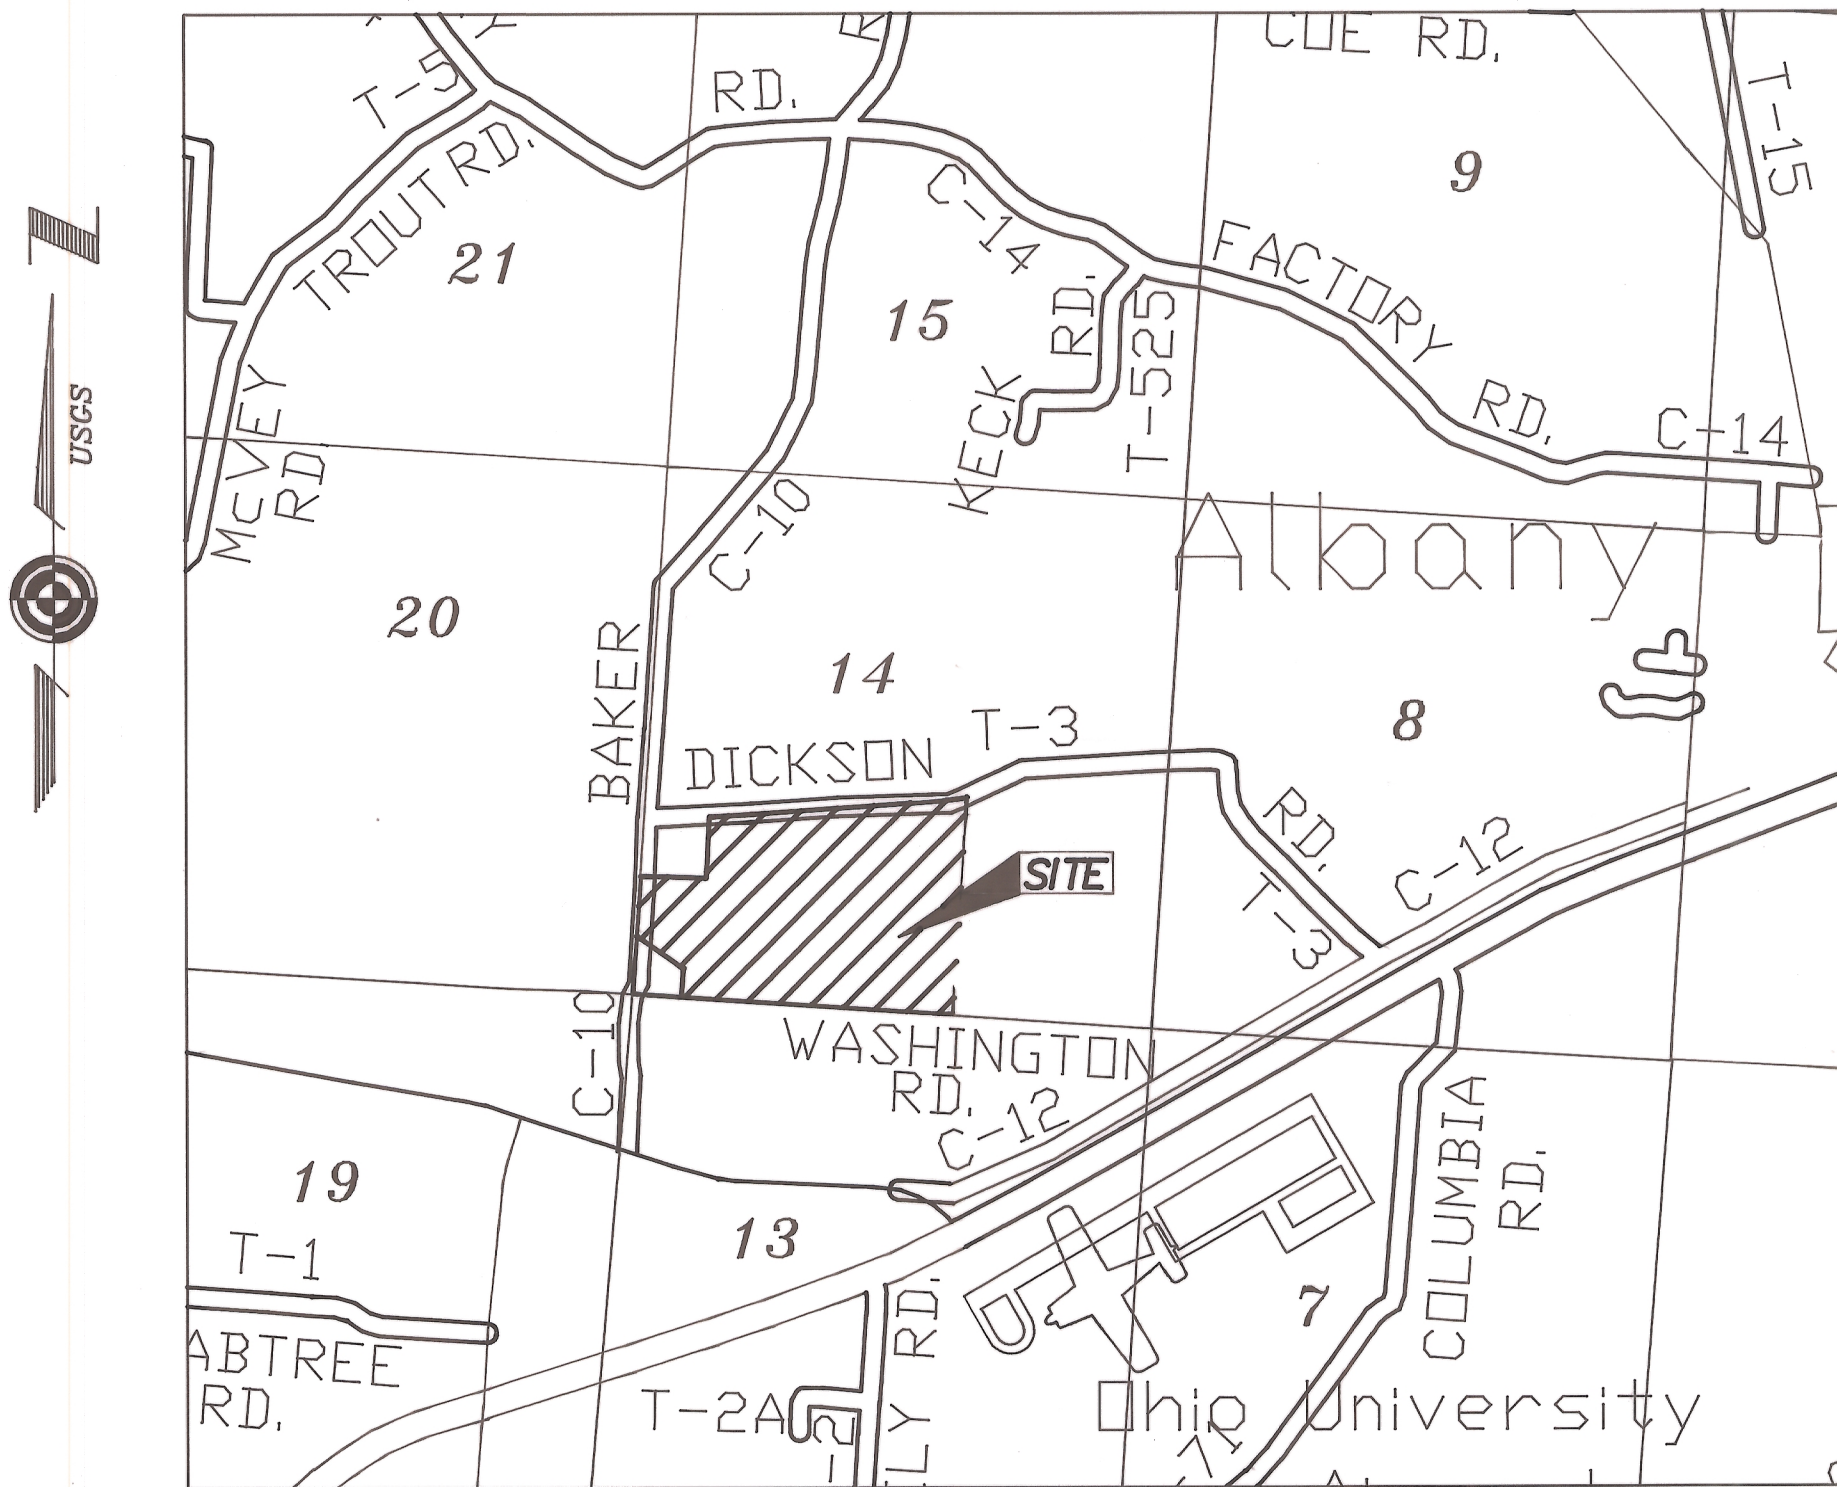 COE RD.
T-5
RD.
T-15
TROUT RD.
C-14
9
21
FACTORY
RD.
C-14
15
KECK RD.
T-525
USGS
McVEY
RD
C-10
Albany
20
BAKER
14
8
DICKSON
T-3
RD.
T-3
C-12
SITE
C-10
WASHINGTON
RD.
C-12
COLUMBIA
RD.
19
13
T-1
7
ABTREE
RD.
RD.
T-2A
Ohio University